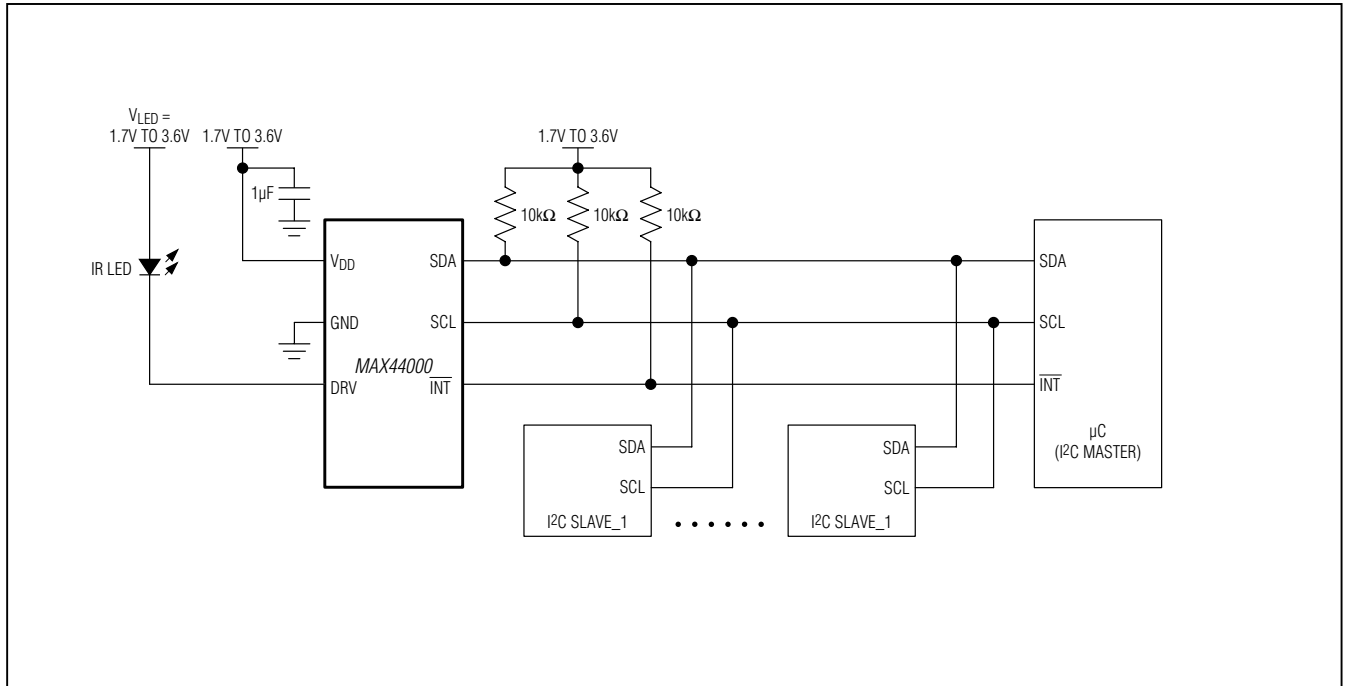 VLED =
1.7V TO 3.6V 1.7V TO 3.6V 1.7V TO 3.6V
1µF
10kΩ 10kΩ 10kΩ
IR LED
VDD SDA SDA
GND SCL SCL
MAX44000
DRV INT INT
µC
(I2C MASTER)
SDA SDA
SCL SCL
I2C SLAVE_1 I2C SLAVE_1